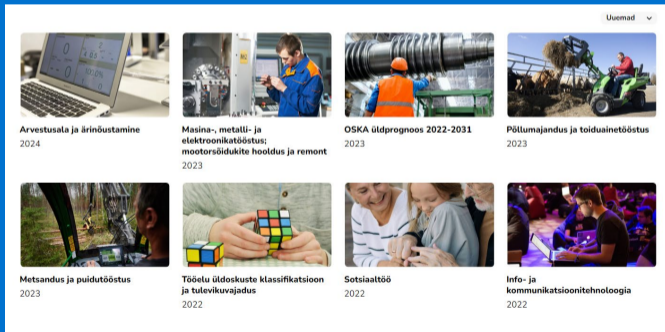 Uuemad
Arvestusala ja ärinõustamine
2024
Masina-, metalli- ja
elektroonikatööstus;
mootorsõidukite hooldus ja remont
2023
OSKA üldprognoos 2022-2031
2023
Põllumajandus ja toiduainetööstus
2023
Metsandus ja puidutööstus
2023
Tööelu üldoskuste klassifikatsioon
ja tulevikuvajadus
2022
Sotsiaaltöö
2022
Info- ja
kommunikatsioonitehnoloogia
2022